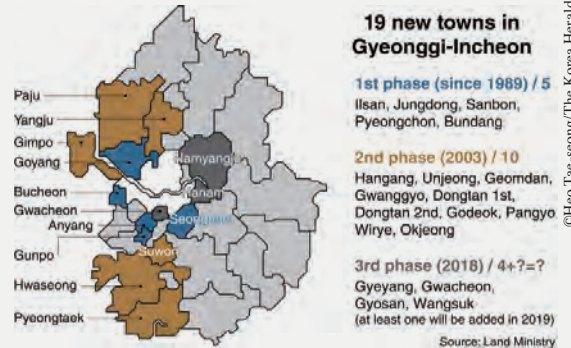 19 new towns in
Gyeonggi-Incheon
Paju
Yangju
Gimpo
Goyang
Namyangju
Hanam
Bucheon
Gwacheon
Anyang
Seongnam
Gunpo
Suwon
Hwaseong
Pyeongtaek
1st phase (since 1989) / 5
Ilsan, Jungdong, Sanbon,
Pyeongchon, Bundang
2nd phase (2003) / 10
Hangang, Unjeong, Geomdan,
Gwanggyo, Dongtan 1st,
Dongtan 2nd, Godeok, Pangyo
Wirye, Okjeong
3rd phase (2018) / 4+?=?
Gyeyang, Gwacheon,
Gyosan, Wangsuk
(at least one will be added in 2019)
Source: Land Ministry
©Heo Tae-seong/The Korea Herald